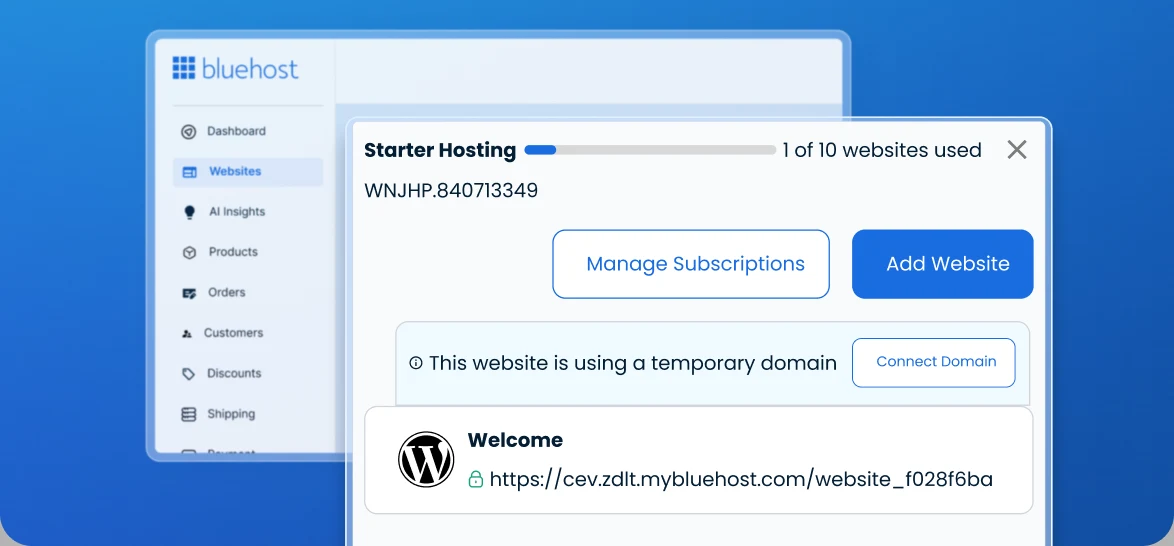 bluehost
Dashboard
Websites
AI Insights
Products
Orders
Customers
Discounts
Shipping
Starter Hosting 1 of 10 websites used
WNJHP.840713349
Manage Subscriptions Add Website
This website is using a temporary domain Connect Domain
Welcome
https://cev.zdlt.mybluehost.com/website_f028f6ba